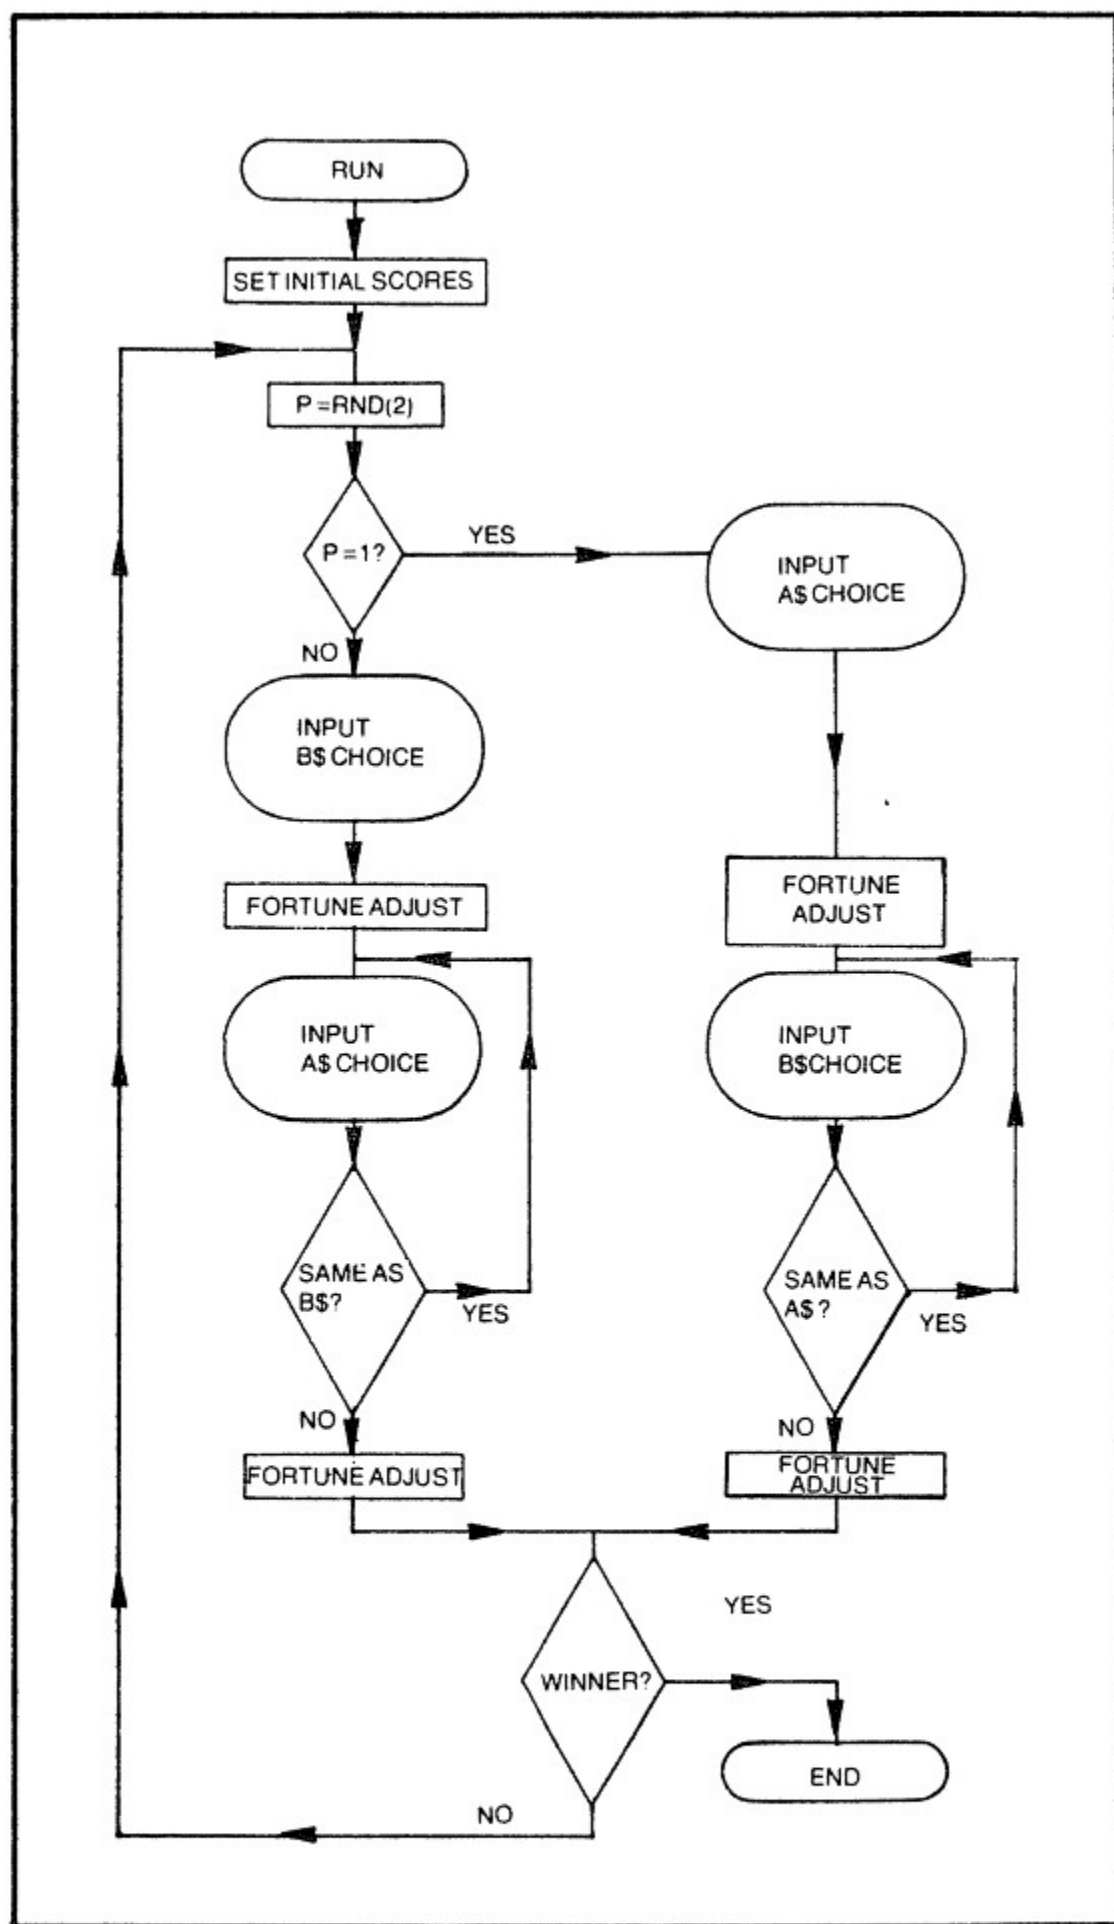 RUN
SET INITIAL SCORES
P=RND(2)
P=1?
YES
NO
INPUT
A$ CHOICE
INPUT
B$ CHOICE
FORTUNE ADJUST
FORTUNE
ADJUST
INPUT
A$ CHOICE
INPUT
B$CHOICE
SAME AS
B$?
YES
SAME AS
A$?
YES
NO
NO
FORTUNE ADJUST
FORTUNE
ADJUST
WINNER?
YES
NO
END